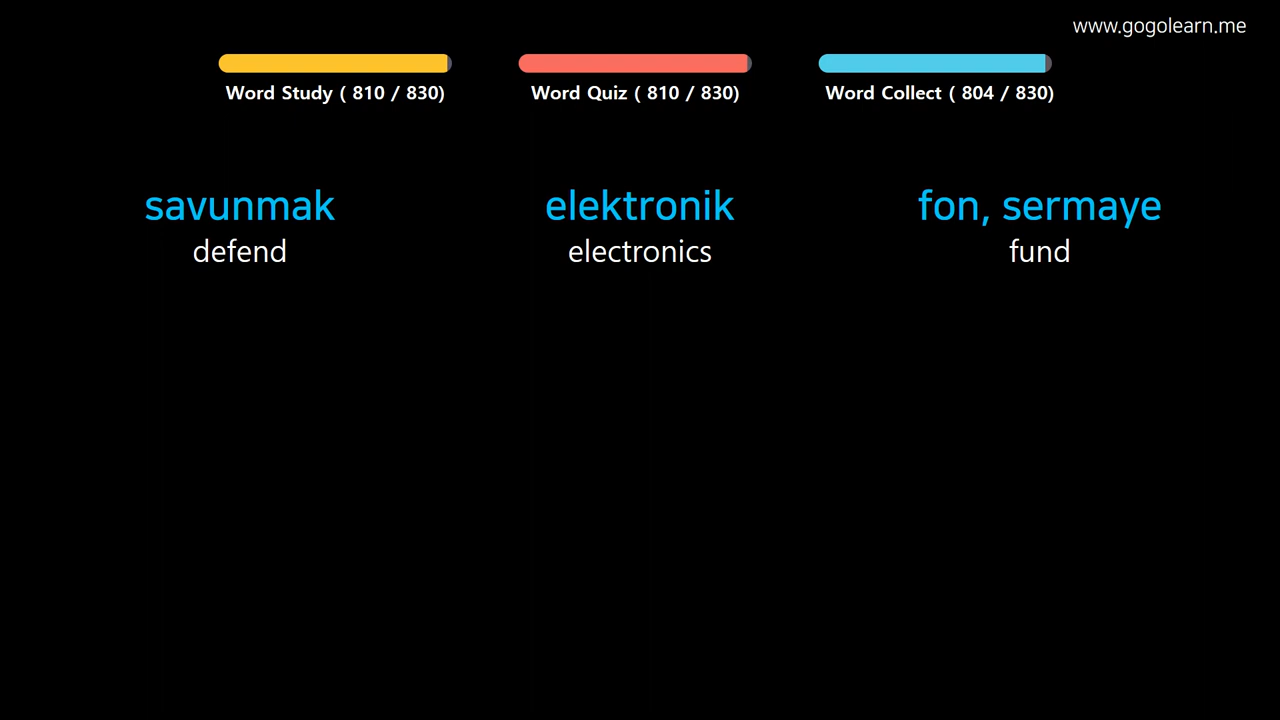 www.gogolearn.me
Word Study ( 810 / 830)
Word Quiz ( 810 / 830)
Word Collect ( 804 / 830)
savunmak
defend
elektronik
electronics
fon, sermaye
fund